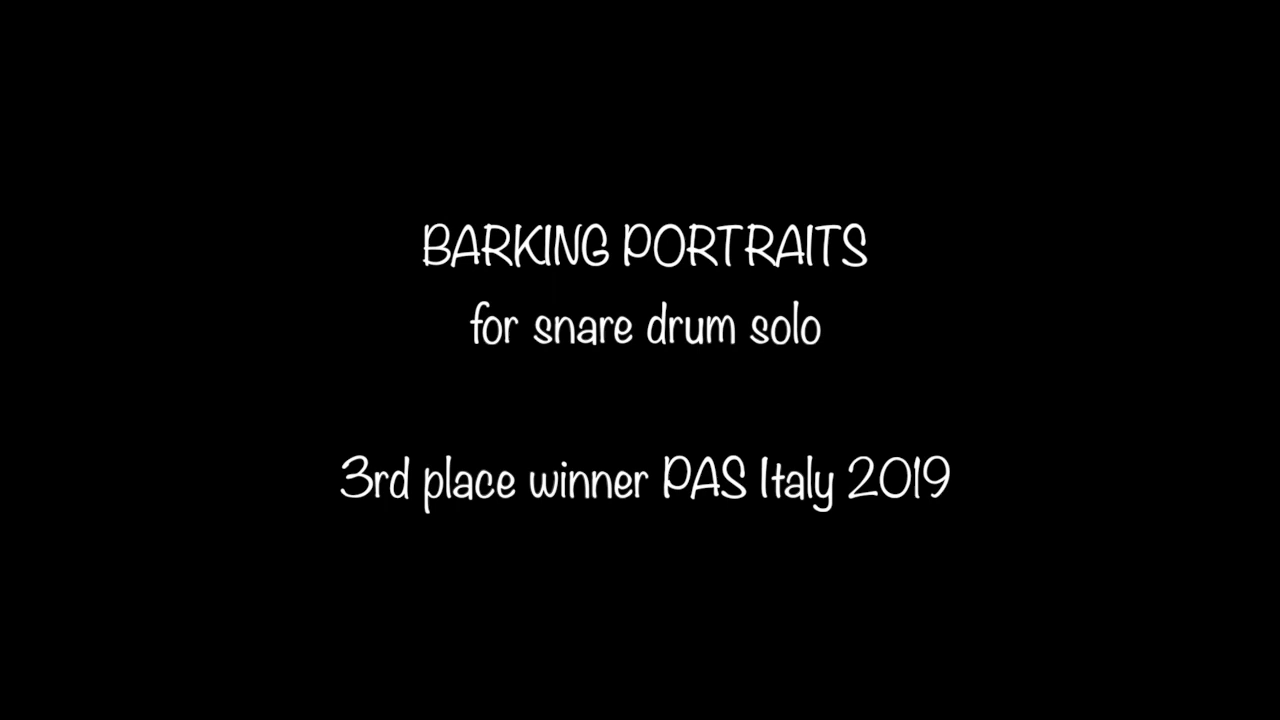 BARKING PORTRAITS
for snare drum solo
3rd place winner PAS Italy 2019